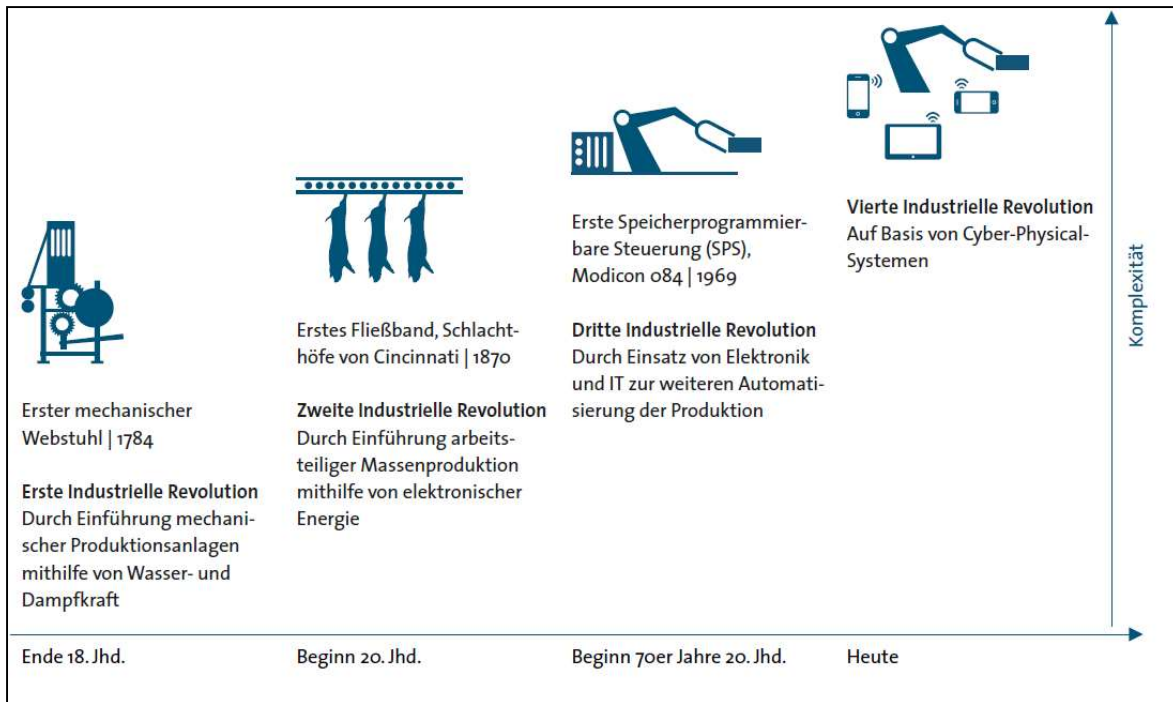 Erster mechanischer
Webstuhl | 1784
Erste Industrielle Revolution
Durch Einführung mechani-
scher Produktionsanlagen
mithilfe von Wasser- und
Dampfkraft
Erstes Fließband, Schlacht-
höfe von Cincinnati | 1870
Zweite Industrielle Revolution
Durch Einführung arbeits-
teiliger Massenproduktion
mithilfe von elektronischer
Energie
Erste Speicherprogrammier-
bare Steuerung (SPS),
Modicon 084 | 1969
Dritte Industrielle Revolution
Durch Einsatz von Elektronik
und IT zur weiteren Automati-
sierung der Produktion
Vierte Industrielle Revolution
Auf Basis von Cyber-Physical-
Systemen
Komplexität
Ende 18. Jhd.
Beginn 20. Jhd.
Beginn 70er Jahre 20. Jhd.
Heute